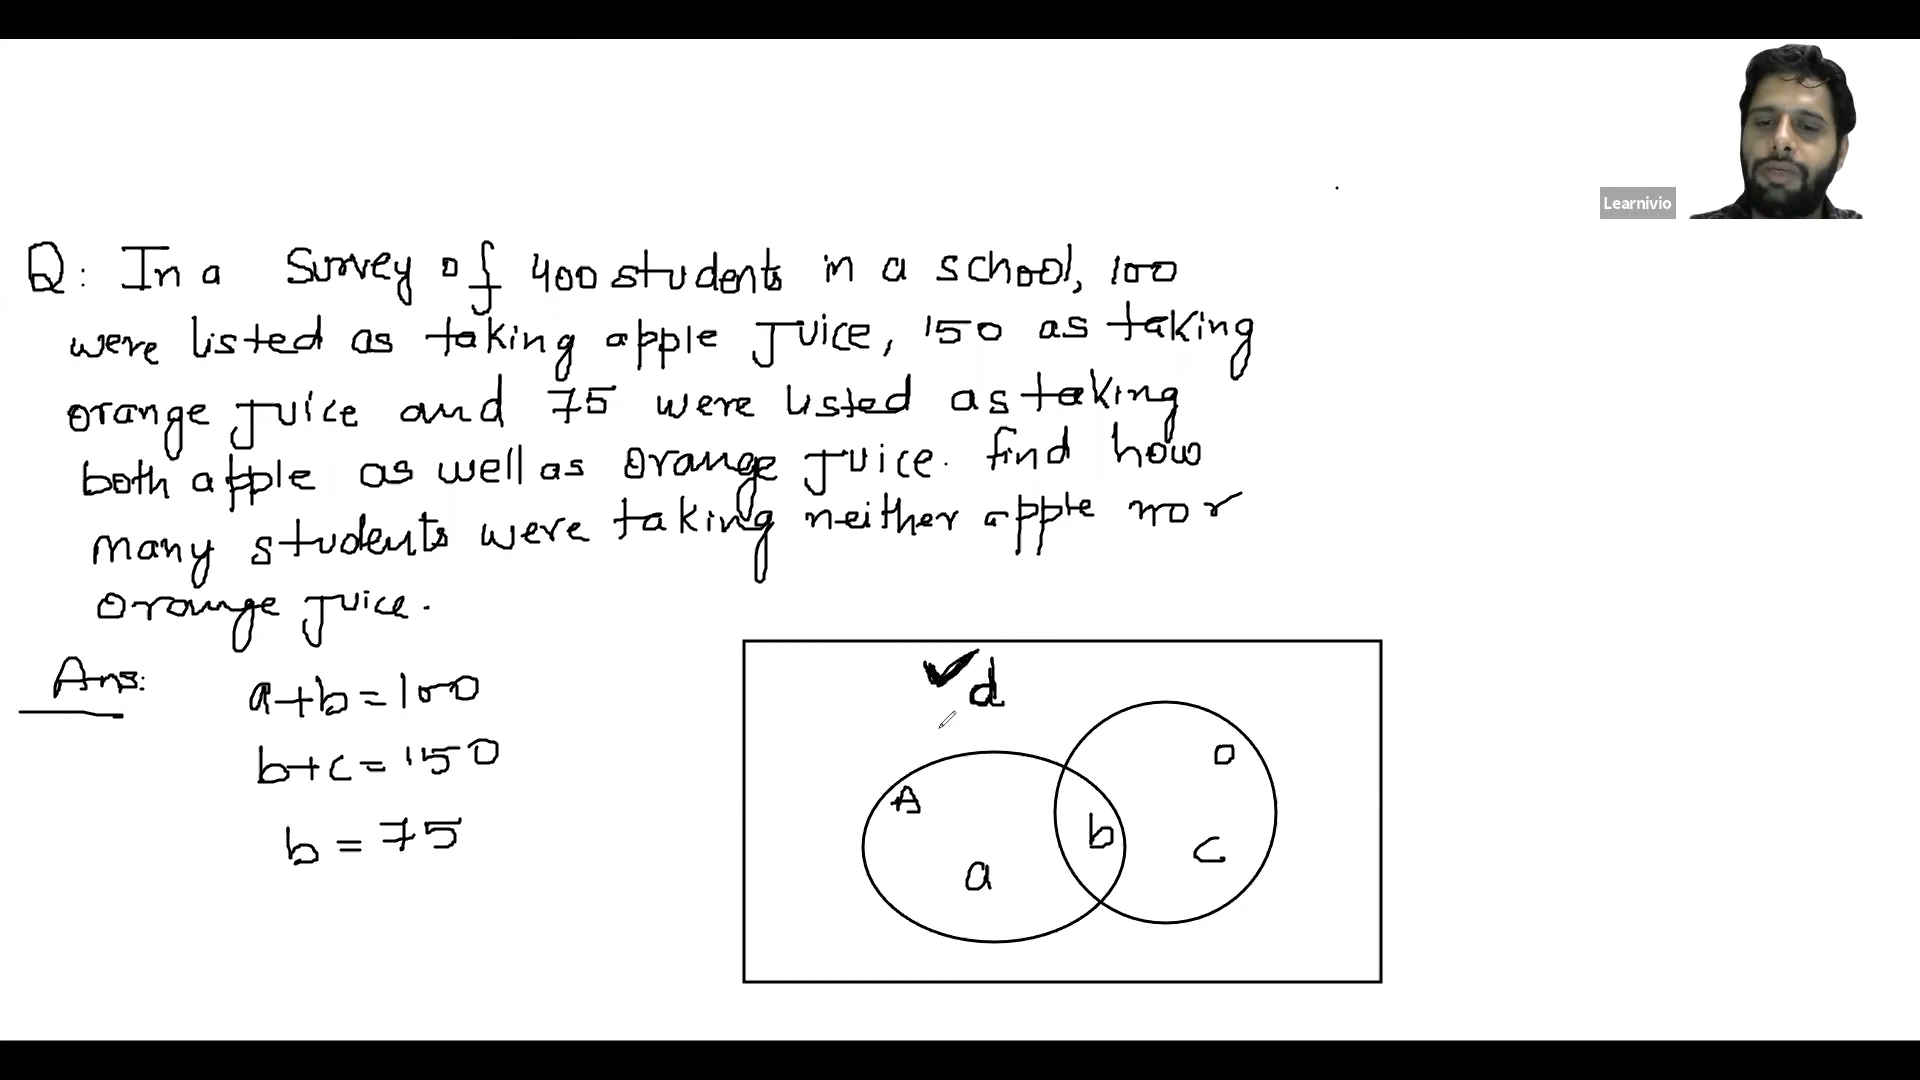 Learnivio
Q: In a Survey of 400 students in a school, 100
were listed as taking apple Juice, 150 as taking
orange Juice and 75 were listed as taking
both apple as well as orange Juice. find how
many students were taking neither apple nor
orange Juice.
Ans:
a+b=100
b+c=150
b=75
d
A
O
b
c
a